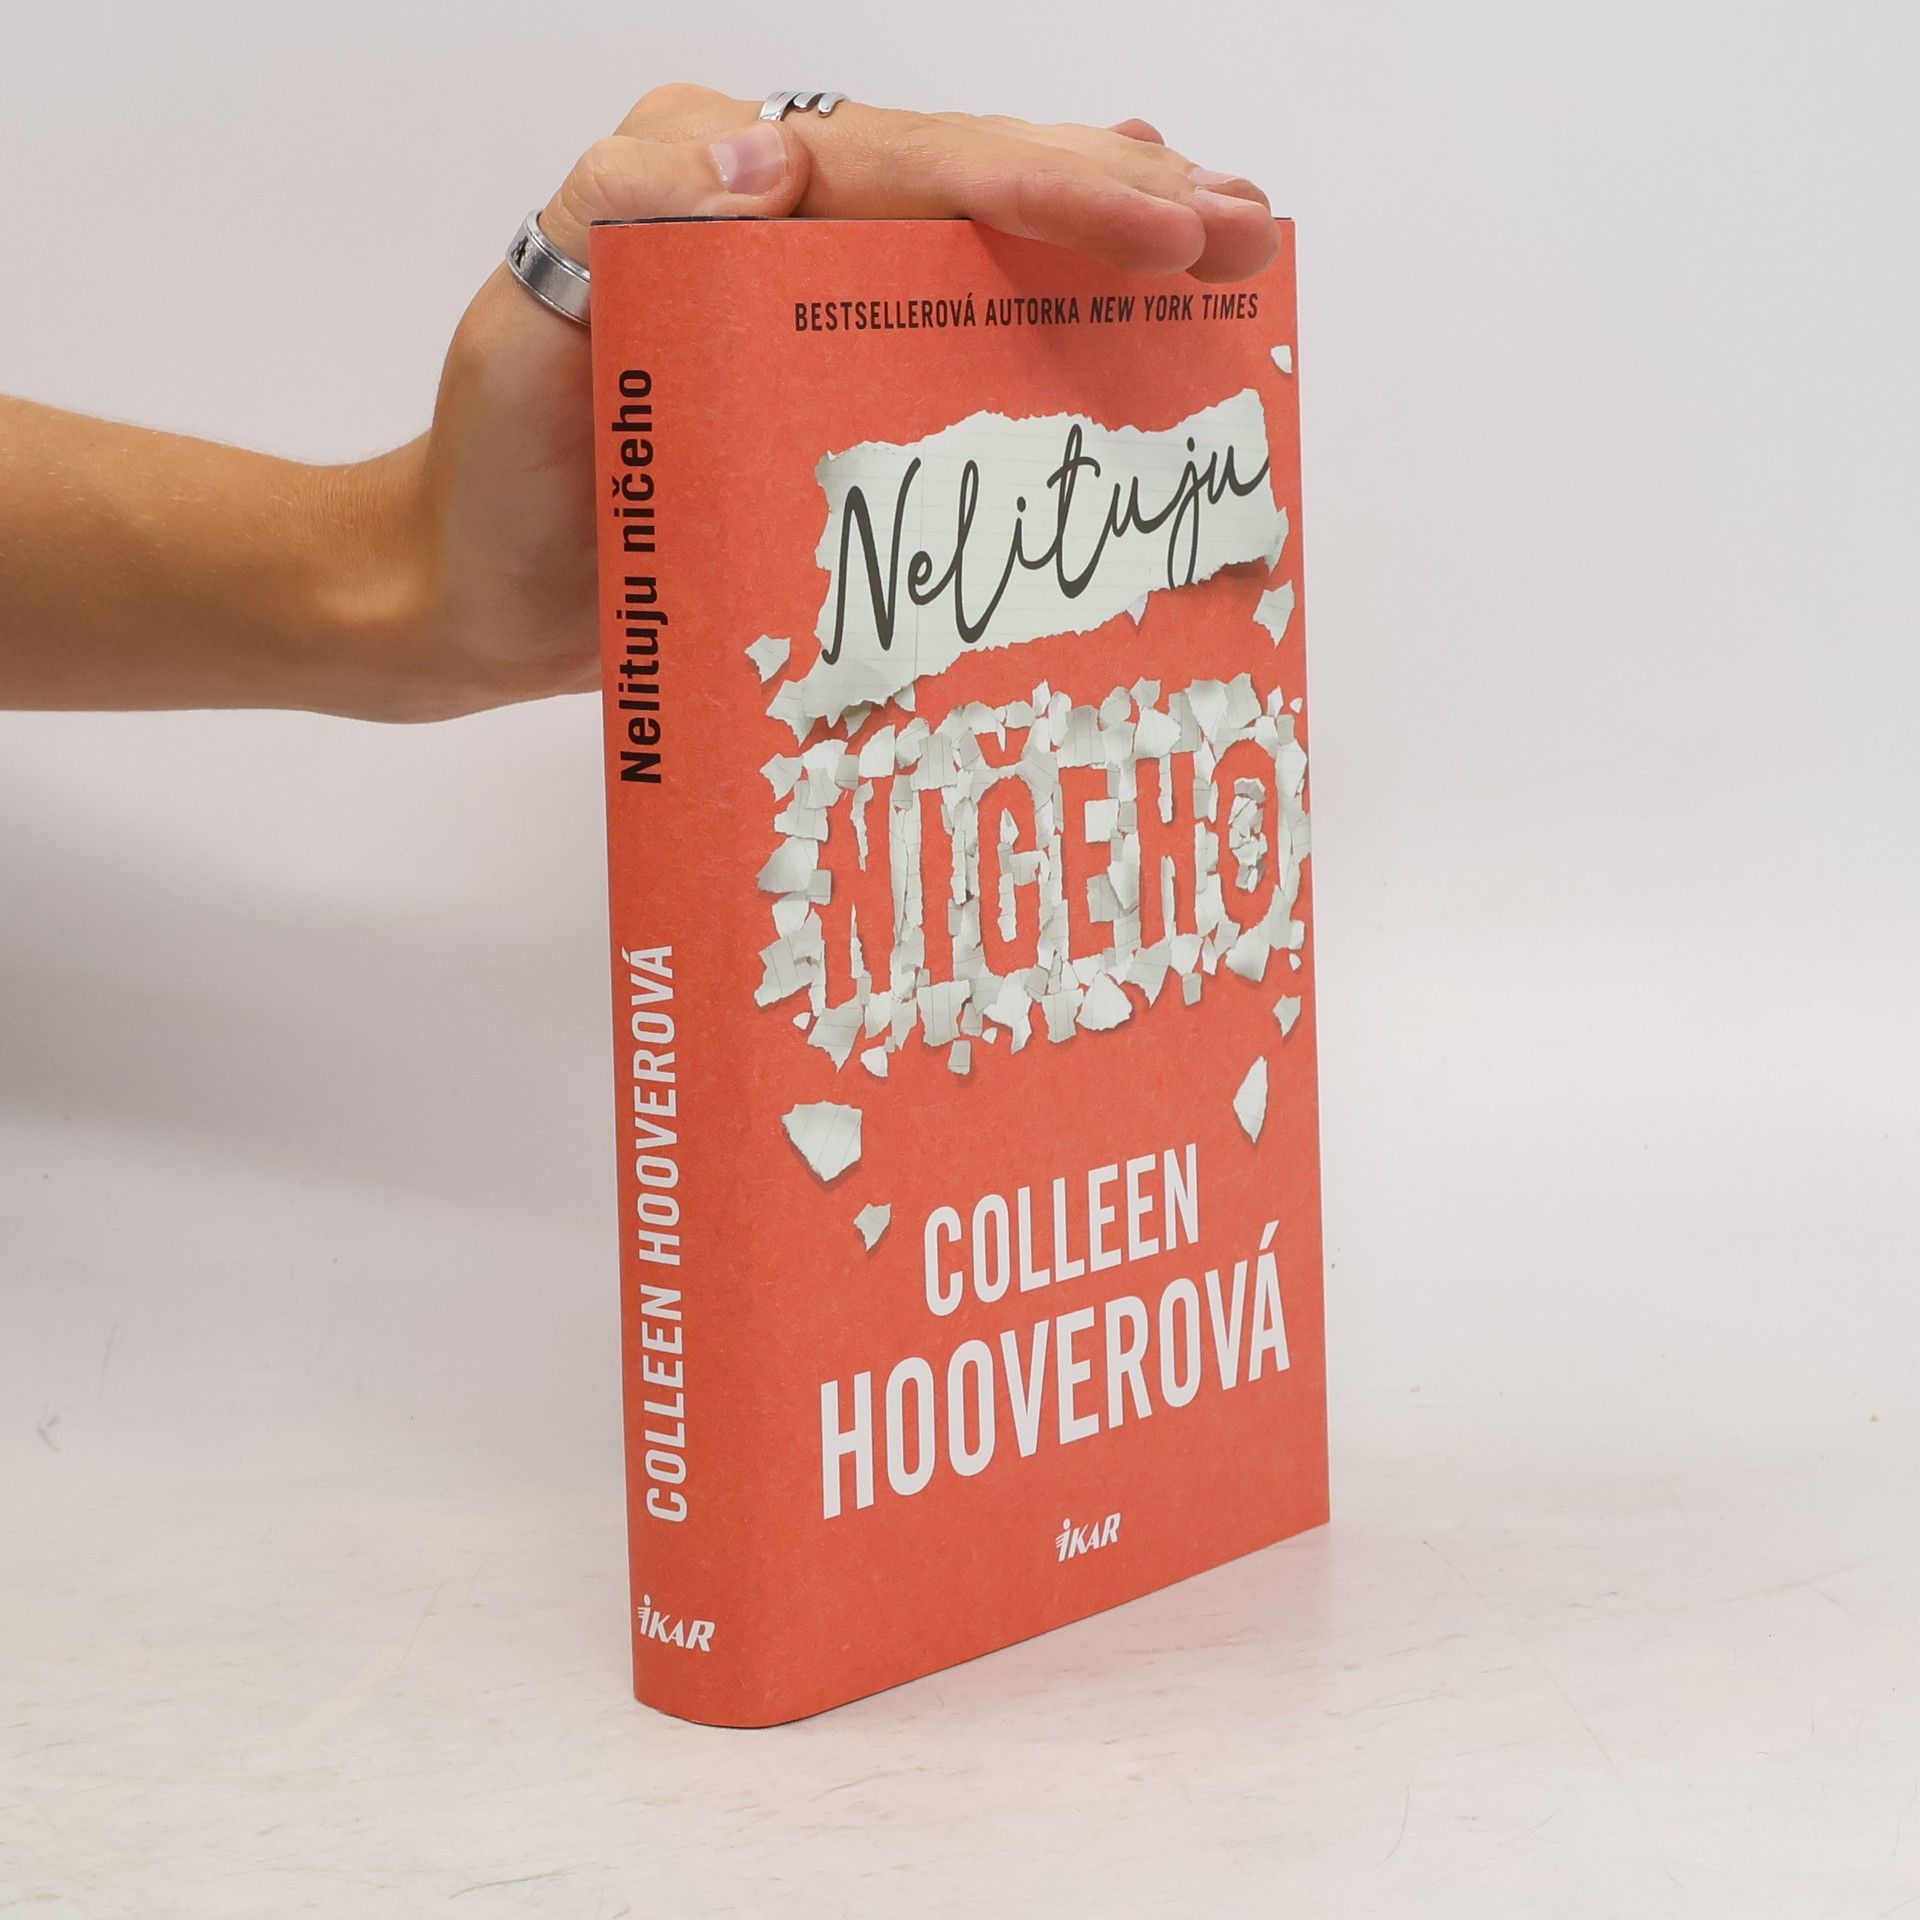 BESTSELLEROVÁ AUTORKA NEW YORK TIMES
Nelituju
NIČEHO
COLLEEN
HOOVEROVÁ
iKAR
Nelituju ničeho
COLLEEN HOOVEROVÁ
iKAR